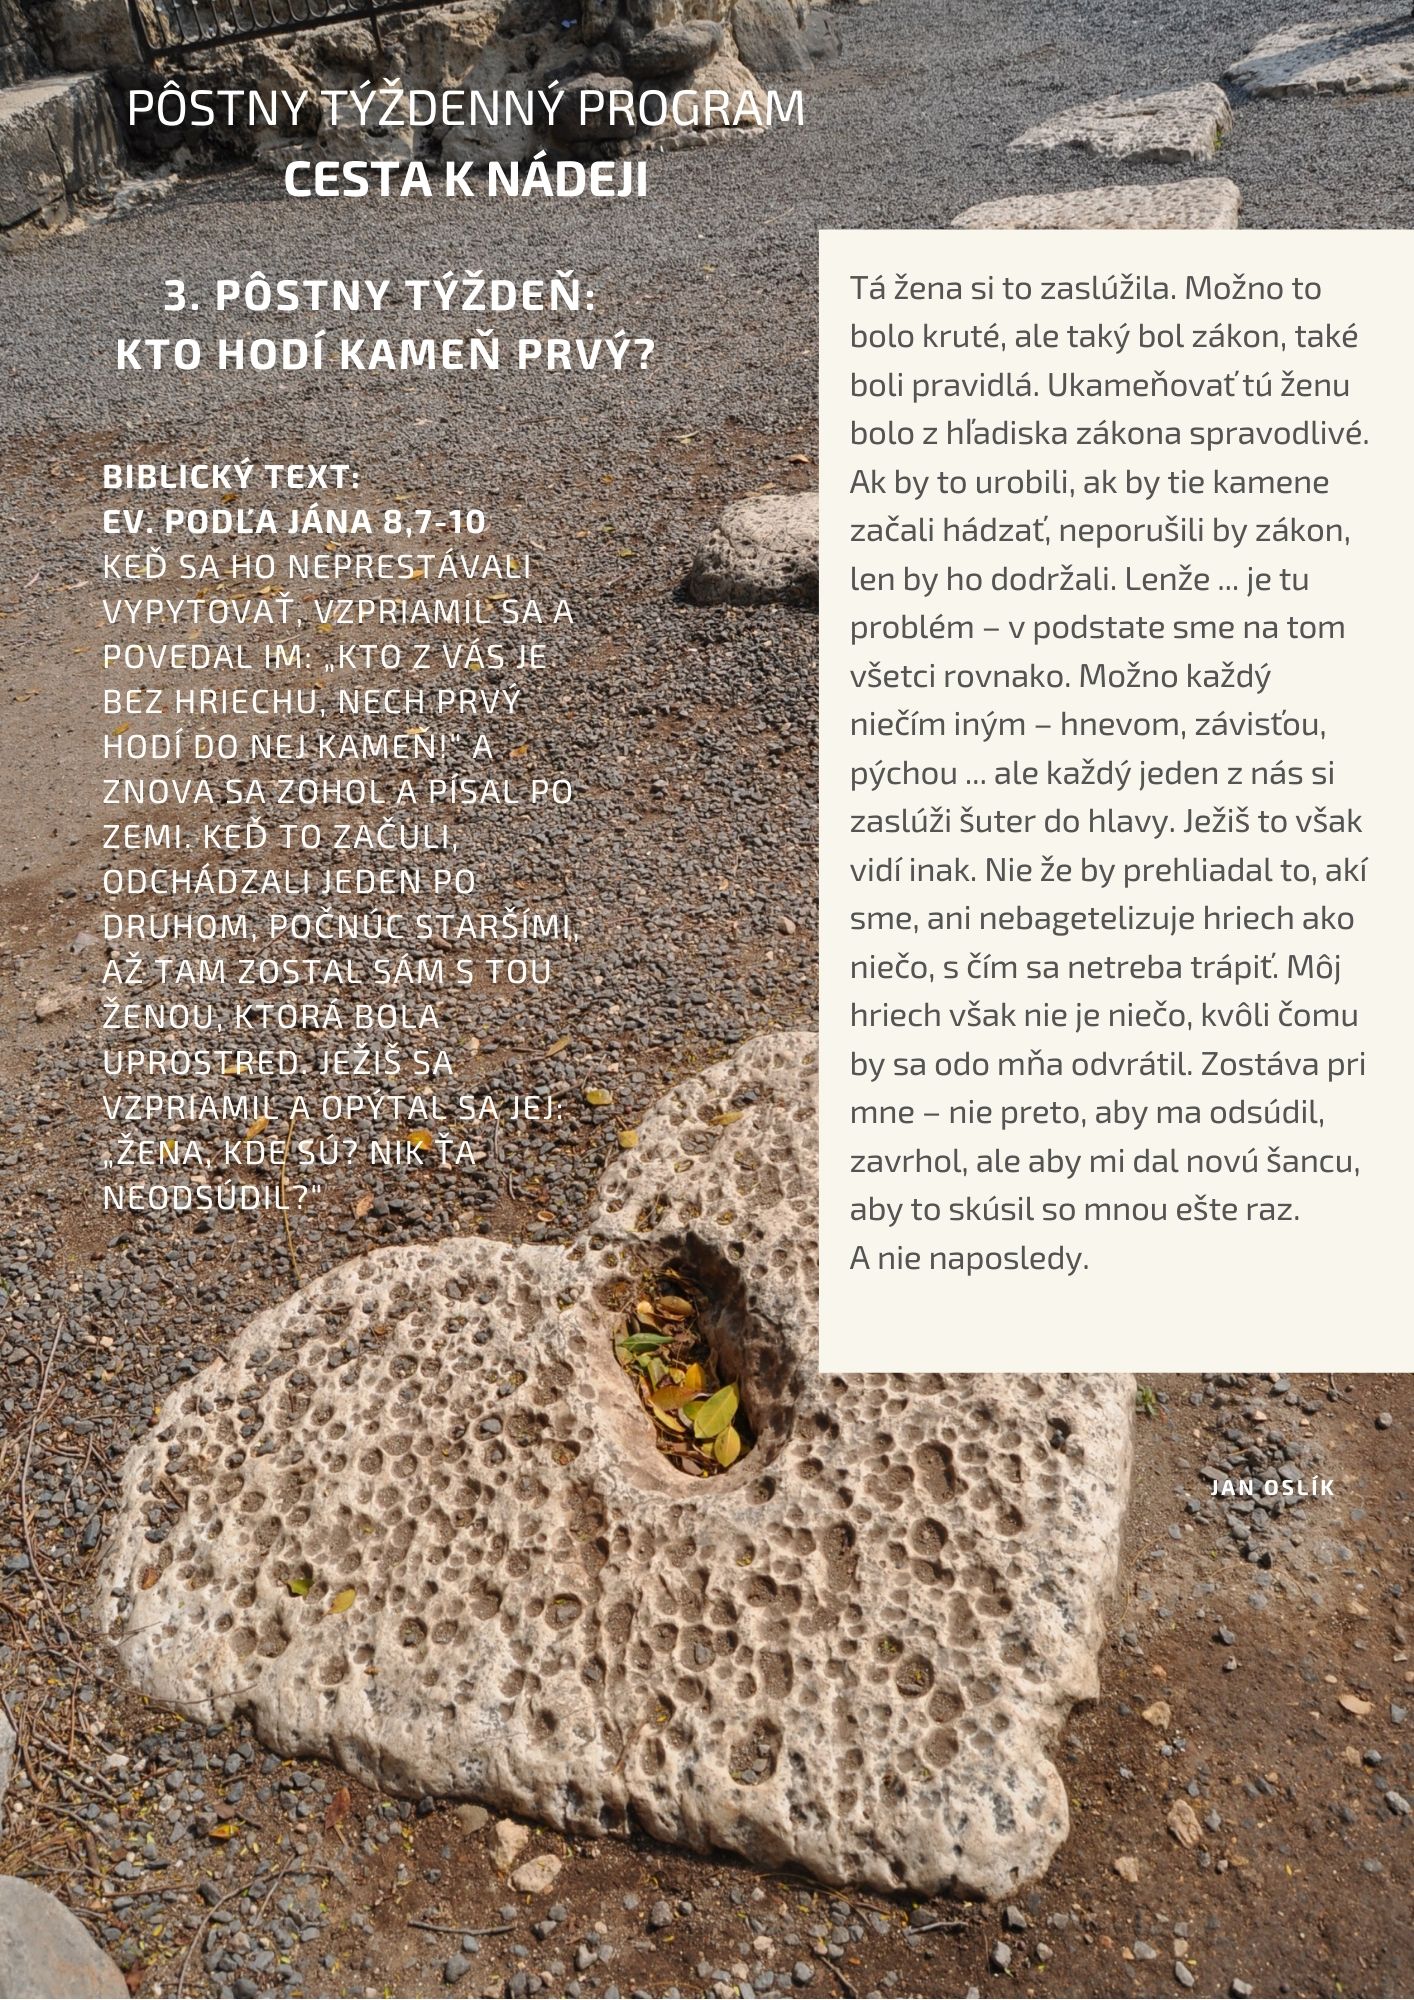 PÔSTNY TÝŽDENNÝ PROGRAM
CESTA K NÁDEJI
3. PÔSTNY TÝŽDEŇ:
KTO HODÍ KAMEŇ PRVÝ?
BIBLICKÝ TEXT:
EV. PODĽA JÁNA 8,7-10
KEĎ SA HO NEPRESTÁVALI
VYPYTOVAŤ, VZPRIAMIL SA A
POVEDAL IM: „KTO Z VÁS JE
BEZ HRIECHU, NECH PRVÝ
HODÍ DO NEJ KAMEŇ!" A
ZNOVA SA ZOHOL A PÍSAL PO
ZEMI. KEĎ TO ZAČULI,
ODCHÁDZALI JEDEN PO
DRUHOM, POČNÚC STARŠÍMI,
AŽ TAM ZOSTAL SÁM S TOU
ŽENOU, KTORÁ BOLA
UPROSTRED. JEŽIŠ SA
VZPRIAMIL A OPÝTAL SA JEJ:
„ŽENA, KDE SÚ? NIK ŤA
NEODSÚDIL?"
Tá žena si to zaslúžila. Možno to
bolo kruté, ale taký bol zákon, také
boli pravidlá. Ukameňovať tú ženu
bolo z hľadiska zákona spravodlivé.
Ak by to urobili, ak by tie kamene
začali hádzať, neporušili by zákon,
len by ho dodržali. Lenže ... je tu
problém – v podstate sme na tom
všetci rovnako. Možno každý
niečím iným – hnevom, závisťou,
pýchou ... ale každý jeden z nás si
zaslúži šuter do hlavy. Ježiš to však
vidí inak. Nie že by prehliadal to, akí
sme, ani nebagetelizuje hriech ako
niečo, s čím sa netreba trápiť. Môj
hriech však nie je niečo, kvôli čomu
by sa odo mňa odvrátil. Zostáva pri
mne – nie preto, aby ma odsúdil,
zavrhol, ale aby mi dal novú šancu,
aby to skúsil so mnou ešte raz.
A nie naposledy.
JAN OSLÍK